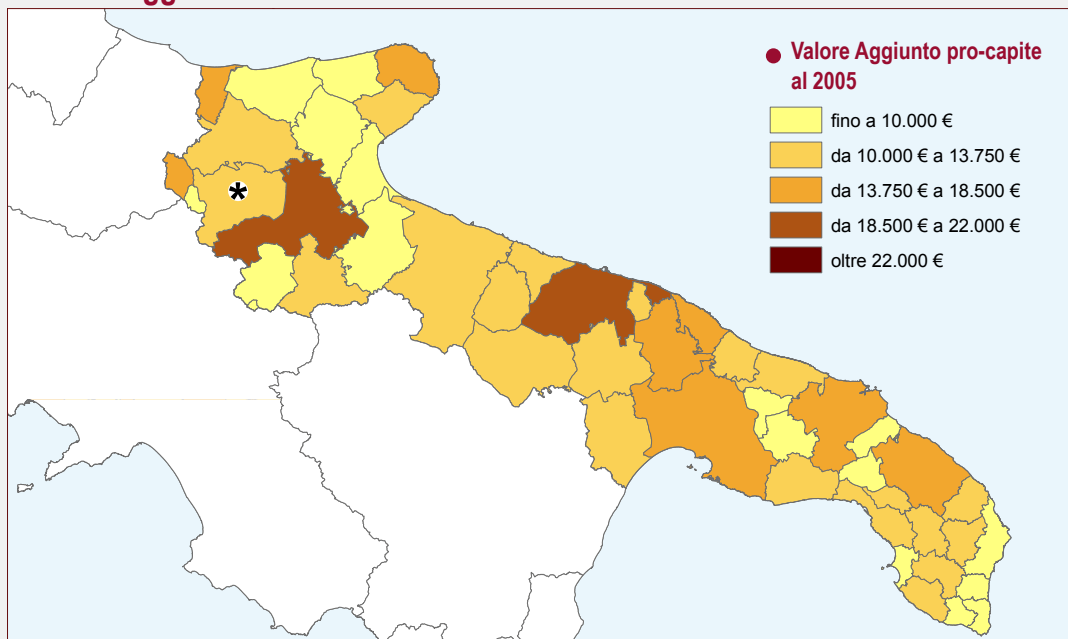 Valore Aggiunto pro-capite
al 2005
fino a 10.000 €
da 10.000 € a 13.750 €
da 13.750 € a 18.500 €
da 18.500 € a 22.000 €
oltre 22.000 €
*